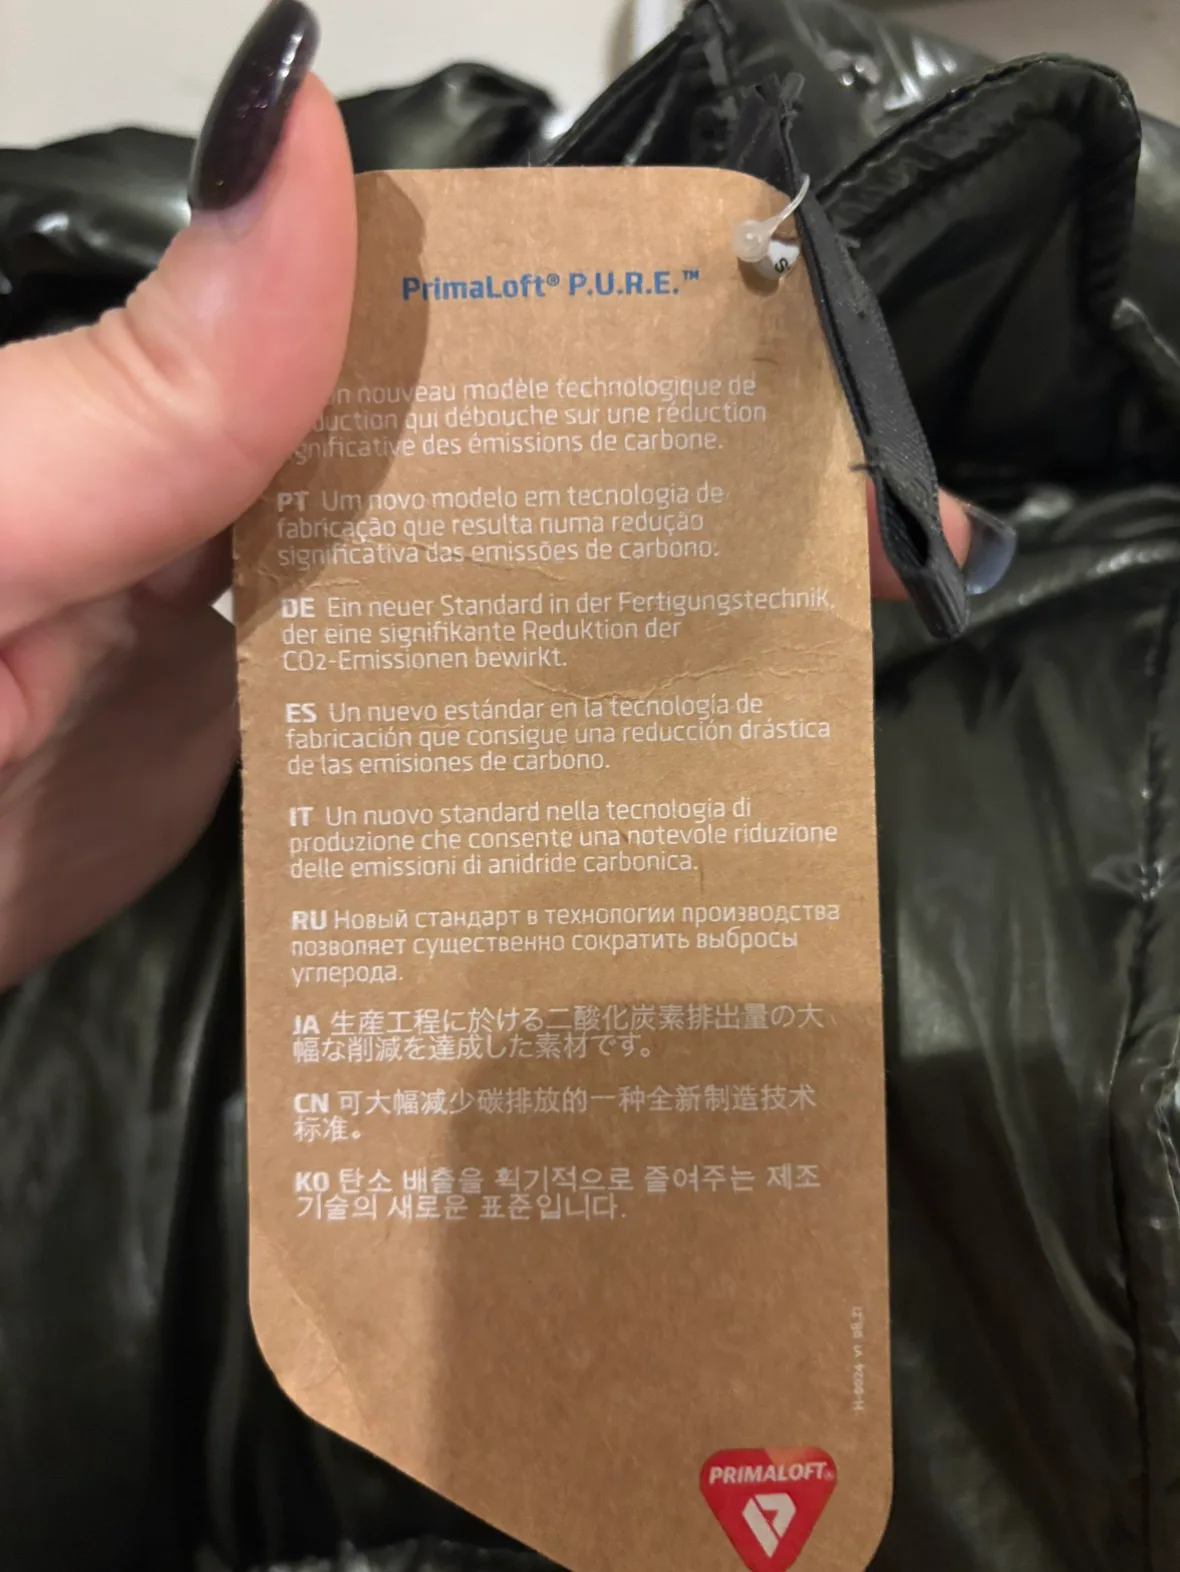 PrimaLoft® P.U.R.E.™
nouveau modèle technologique de
qui débouche sur une réduction
des émissions de carbone.
PT Um novo modelo em tecnologia de
fabricação que resulta numa redução
significativa das emissões de carbono.
DE Ein neuer Standard in der Fertigungstechnik,
der eine signifikante Reduktion der
CO2-Emissionen bewirkt.
ES Un nuevo estándar en la tecnología de
fabricación que consigue una reducción drástica
de las emisiones de carbono.
IT Un nuovo standard nella tecnologia di
produzione che consente una notevole riduzione
delle emissioni di anidride carbonica.
RU Новый стандарт в технологии производства
позволяет существенно сократить выбросы
углерода.
JA 生産工程に於ける二酸化炭素排出量の大
幅な削減を達成した素材です。
CN 可大幅减少碳排放的一种全新制造技术
标准。
KO 탄소 배출을 획기적으로 줄여주는 제조
기술의 새로운 표준입니다.
H-0024 V1 08_21
PRIMALOFT®
S